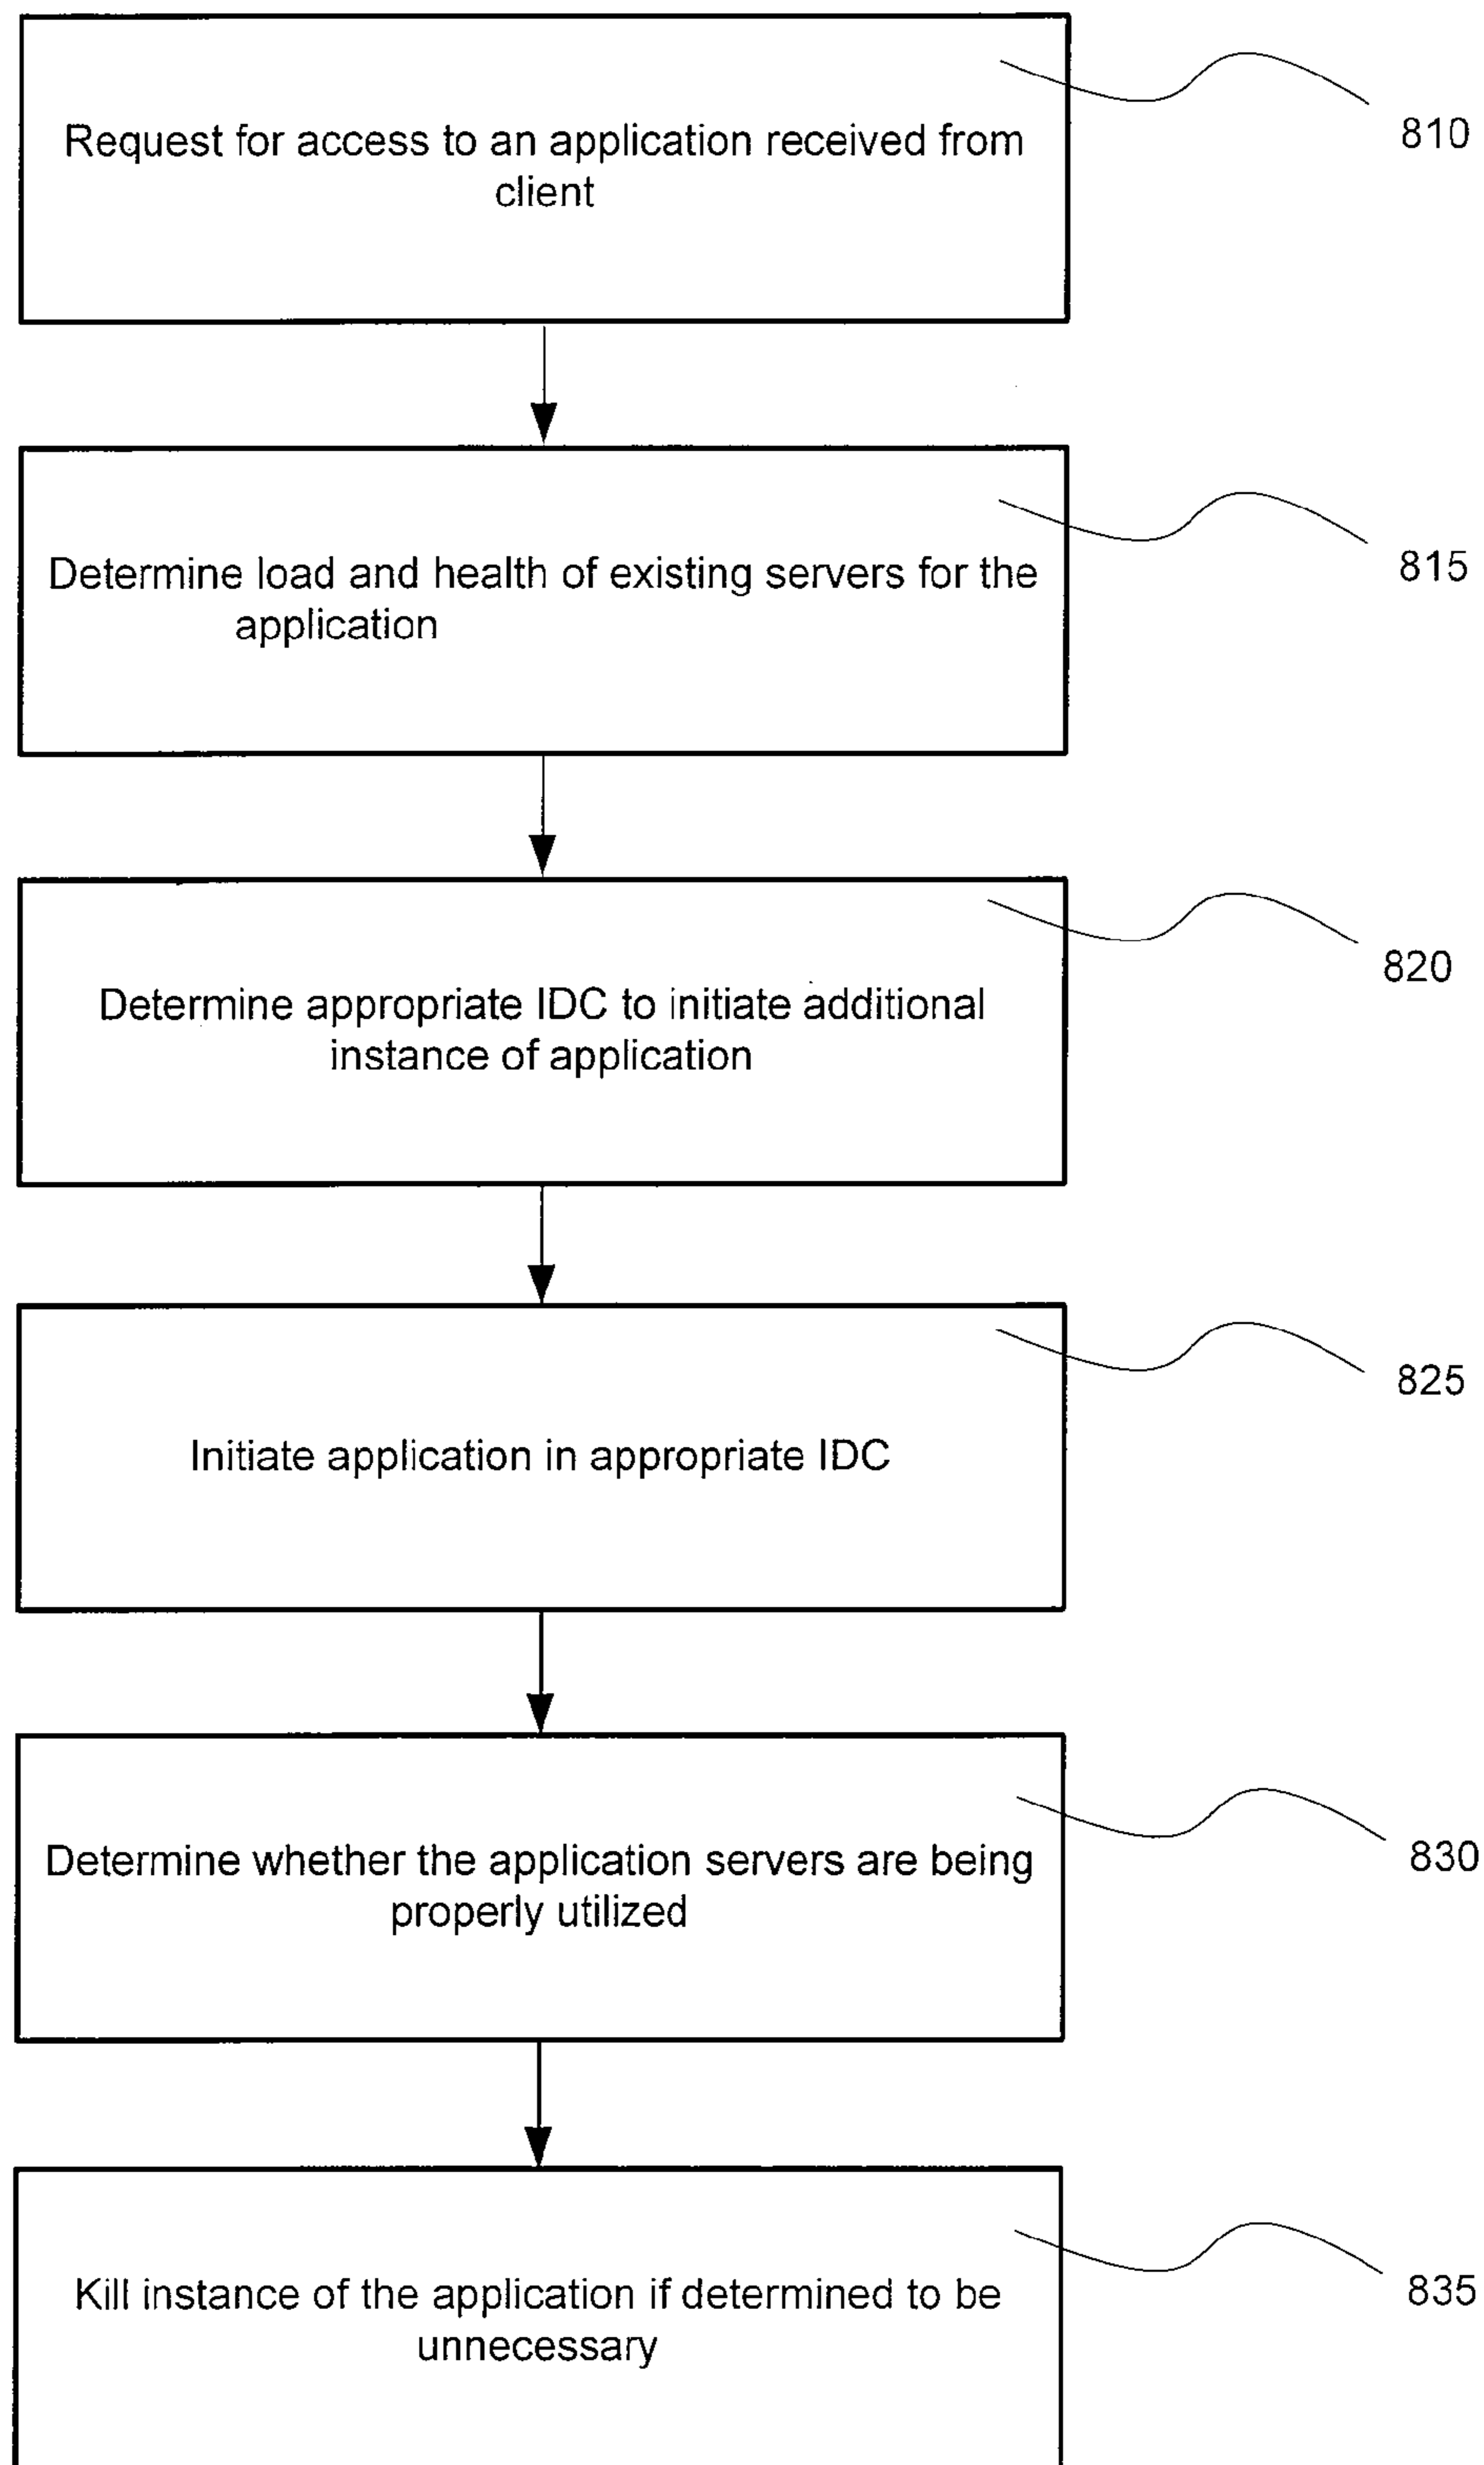 Request for access to an application received from
client
810
Determine load and health of existing servers for the
application
815
Determine appropriate IDC to initiate additional
instance of application
820
Initiate application in appropriate IDC
825
Determine whether the application servers are being
properly utilized
830
Kill instance of the application if determined to be
unnecessary
835